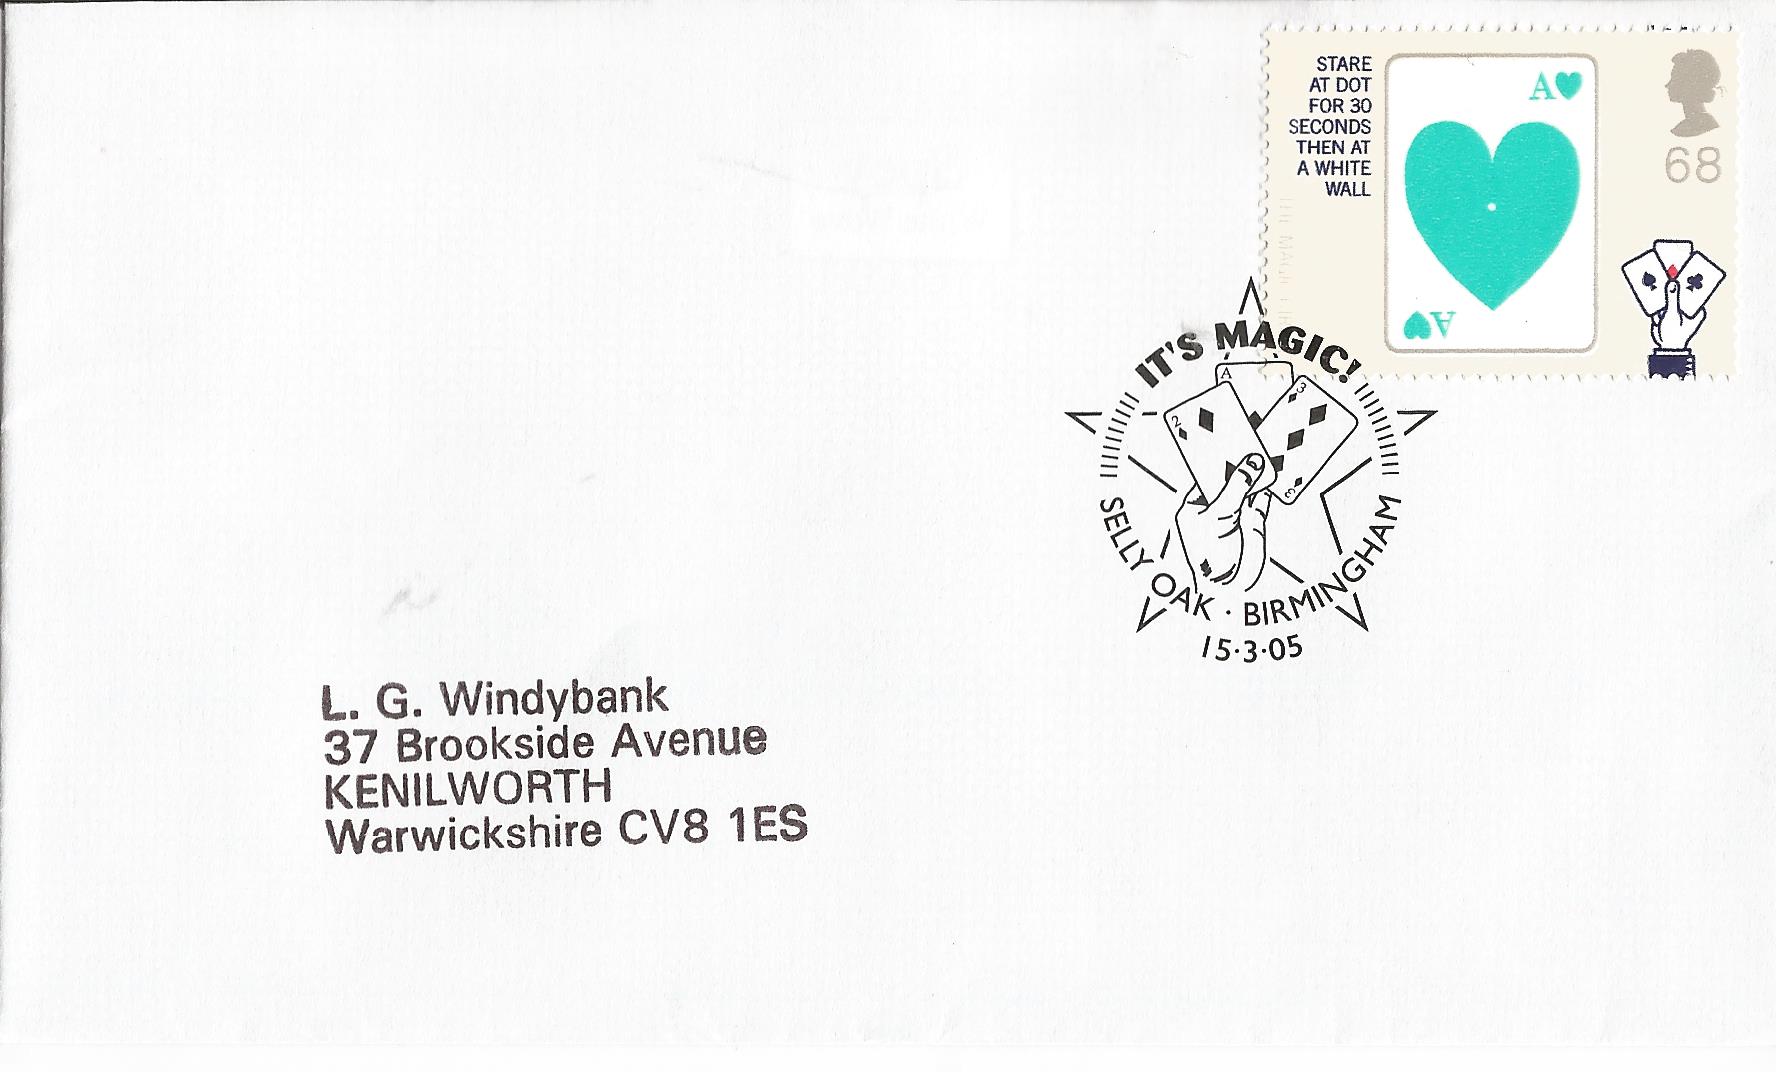 STARE
AT DOT
FOR 30
SECONDS
THEN AT
A WHITE
WALL
A
A
68
IT'S MAGIC!
A
2
3
3
SELLY OAK · BIRMINGHAM
15·3·05
L. G. Windybank
37 Brookside Avenue
KENILWORTH
Warwickshire CV8 1ES